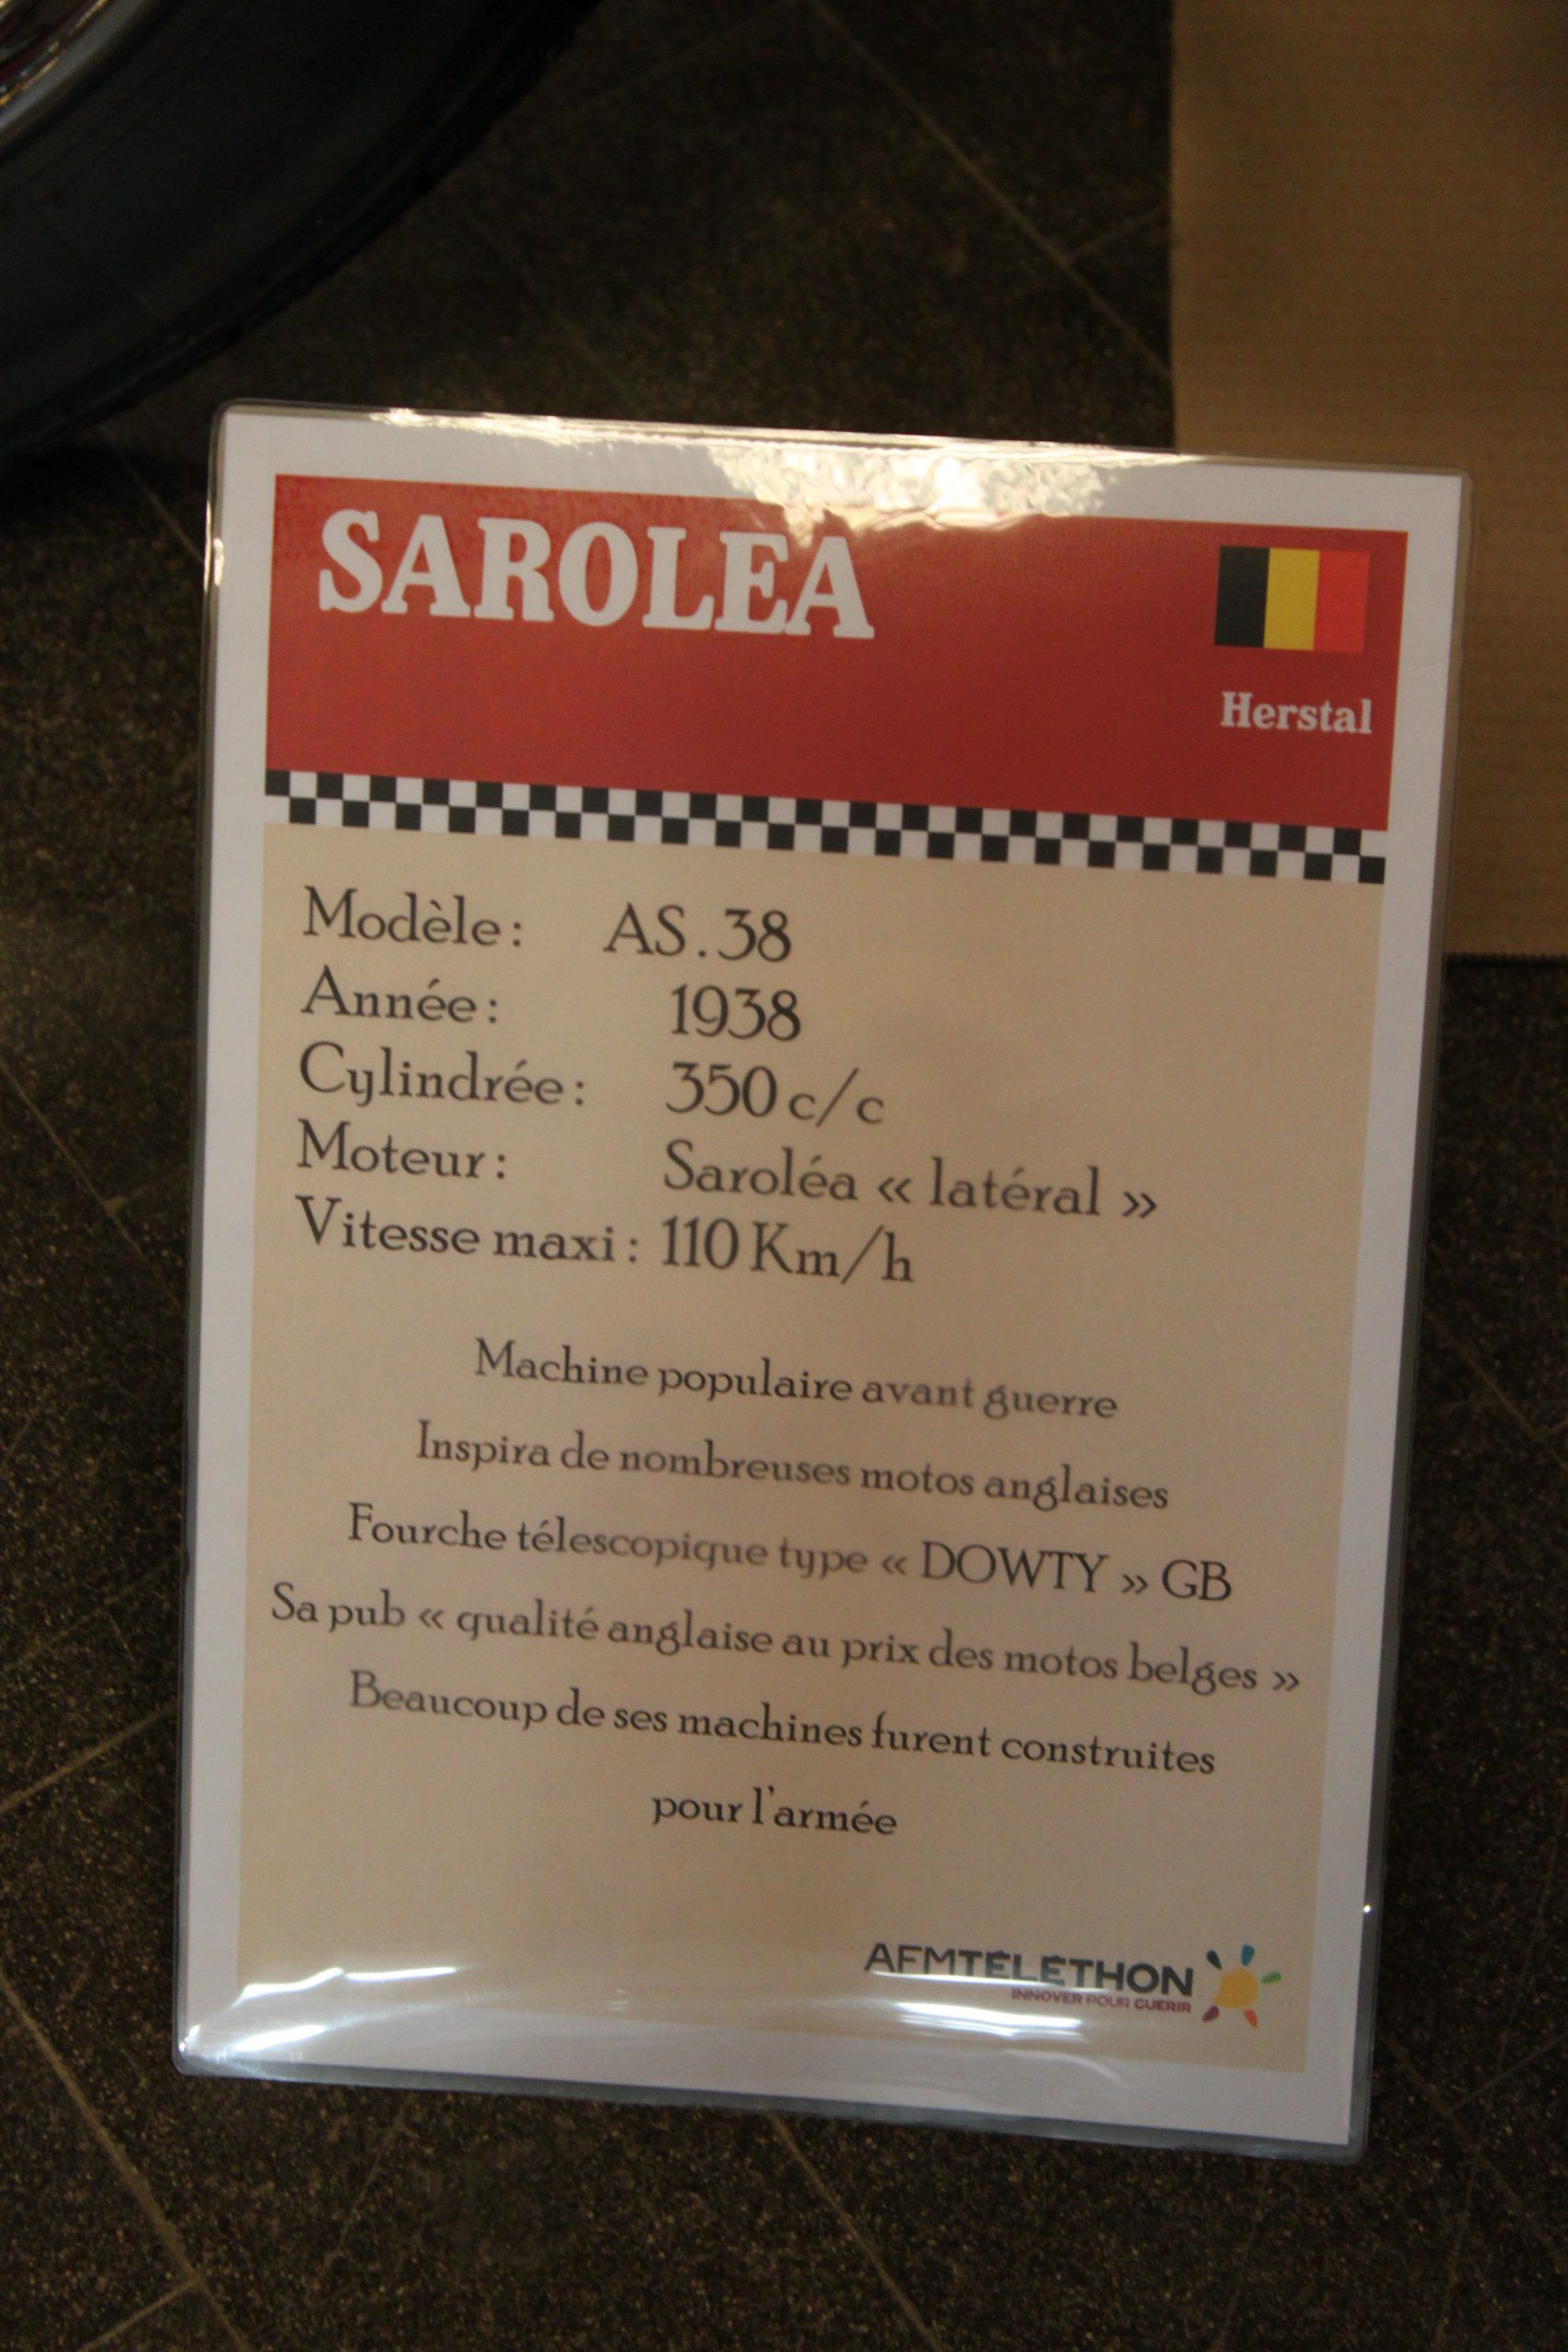 SAROLEA
Herstal
Modèle: AS.38
Année: 1938
Cylindrée: 350 c/c
Moteur: Saroléa « latéral »
Vitesse maxi: 110 Km/h
Machine populaire avant guerre
Inspira de nombreuses motos anglaises
Fourche télescopique type « DOWTY » GB
Sa pub « qualité anglaise au prix des motos belges »
Beaucoup de ses machines furent construites
pour l'armée
AFMTÉLÉTHON
INNOVER POUR GUÉRIR